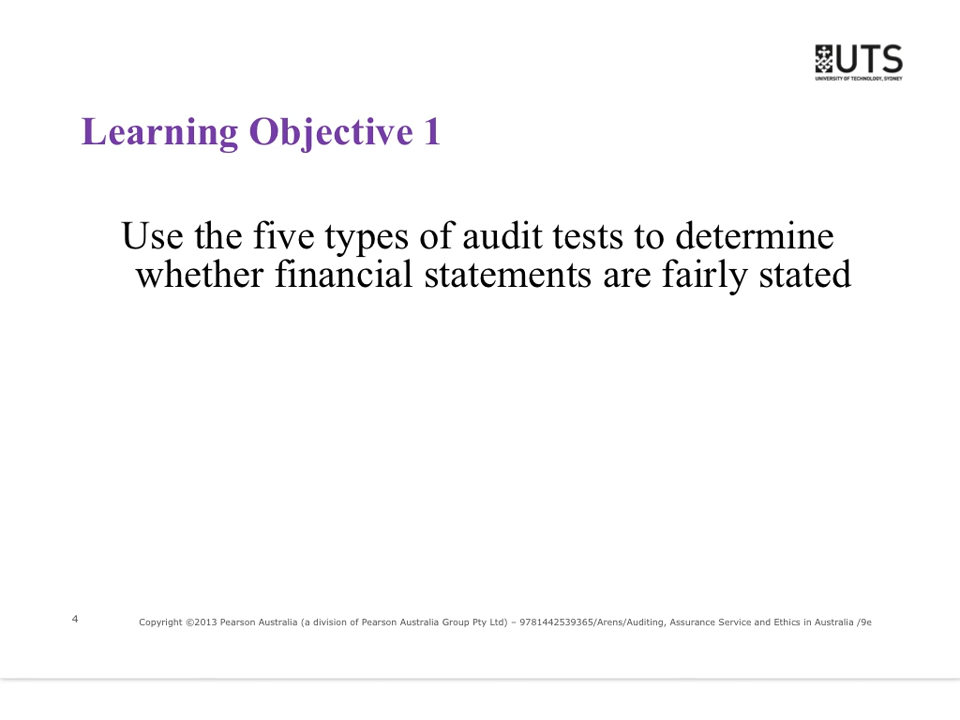 UTS
UNIVERSITY OF TECHNOLOGY, SYDNEY
Learning Objective 1
Use the five types of audit tests to determine
whether financial statements are fairly stated
4
Copyright ©2013 Pearson Australia (a division of Pearson Australia Group Pty Ltd) – 9781442539365/Arens/Auditing, Assurance Service and Ethics in Australia /9e